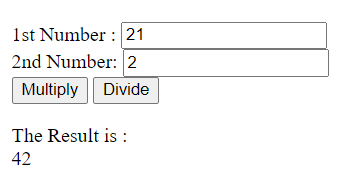 1st Number : 21
2nd Number: 2
Multiply Divide
The Result is :
42